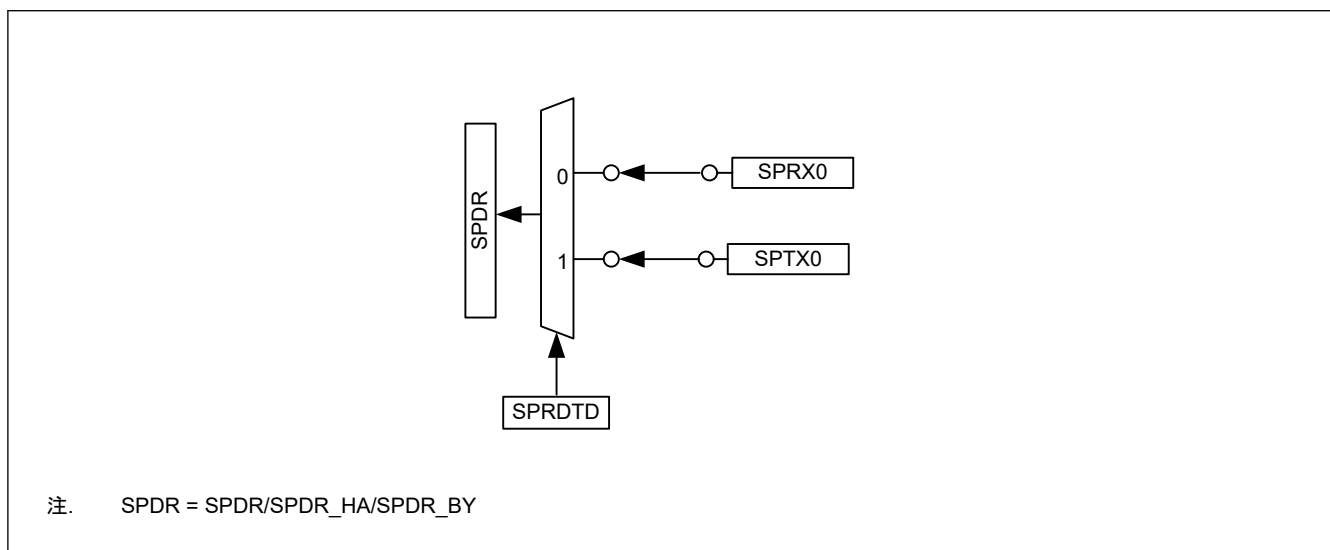 SPDR
0
SPRX0
1
SPTX0
SPRDTD
注. SPDR = SPDR/SPDR_HA/SPDR_BY